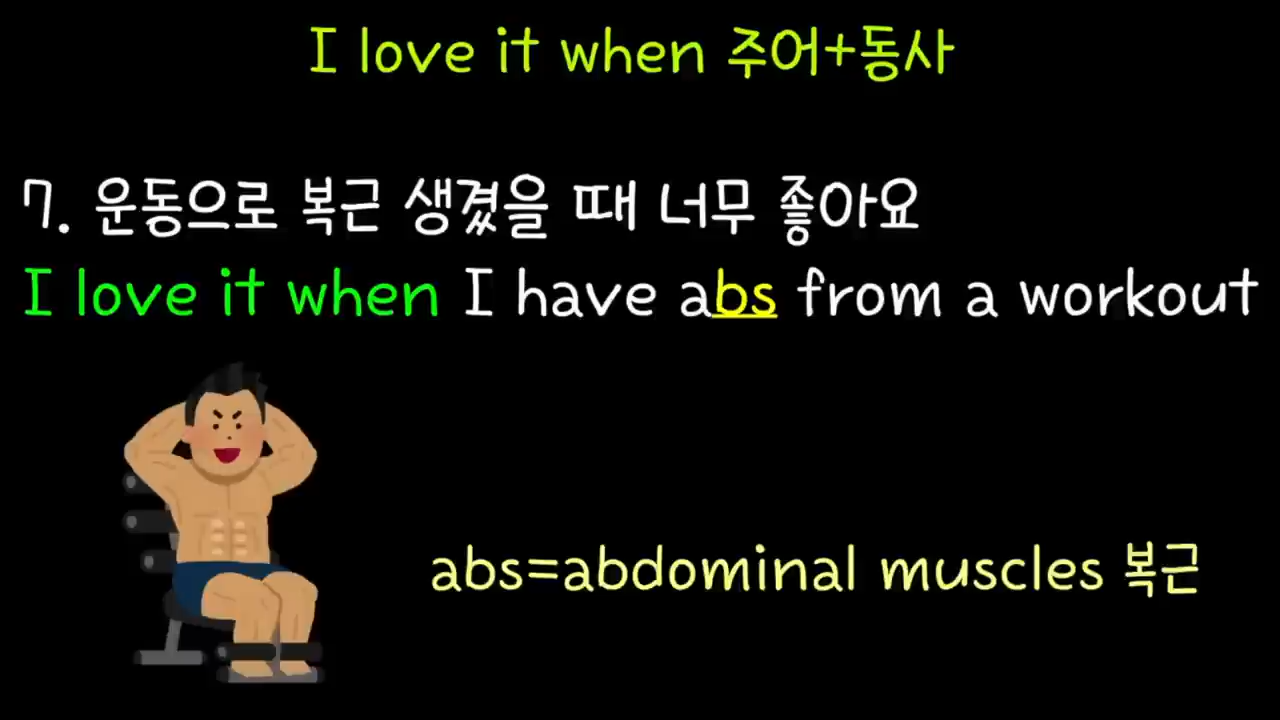 I love it when 주어+동사
7. 운동으로 복근 생겼을 때 너무 좋아요
I love it when I have abs from a workout
abs=abdominal muscles 복근